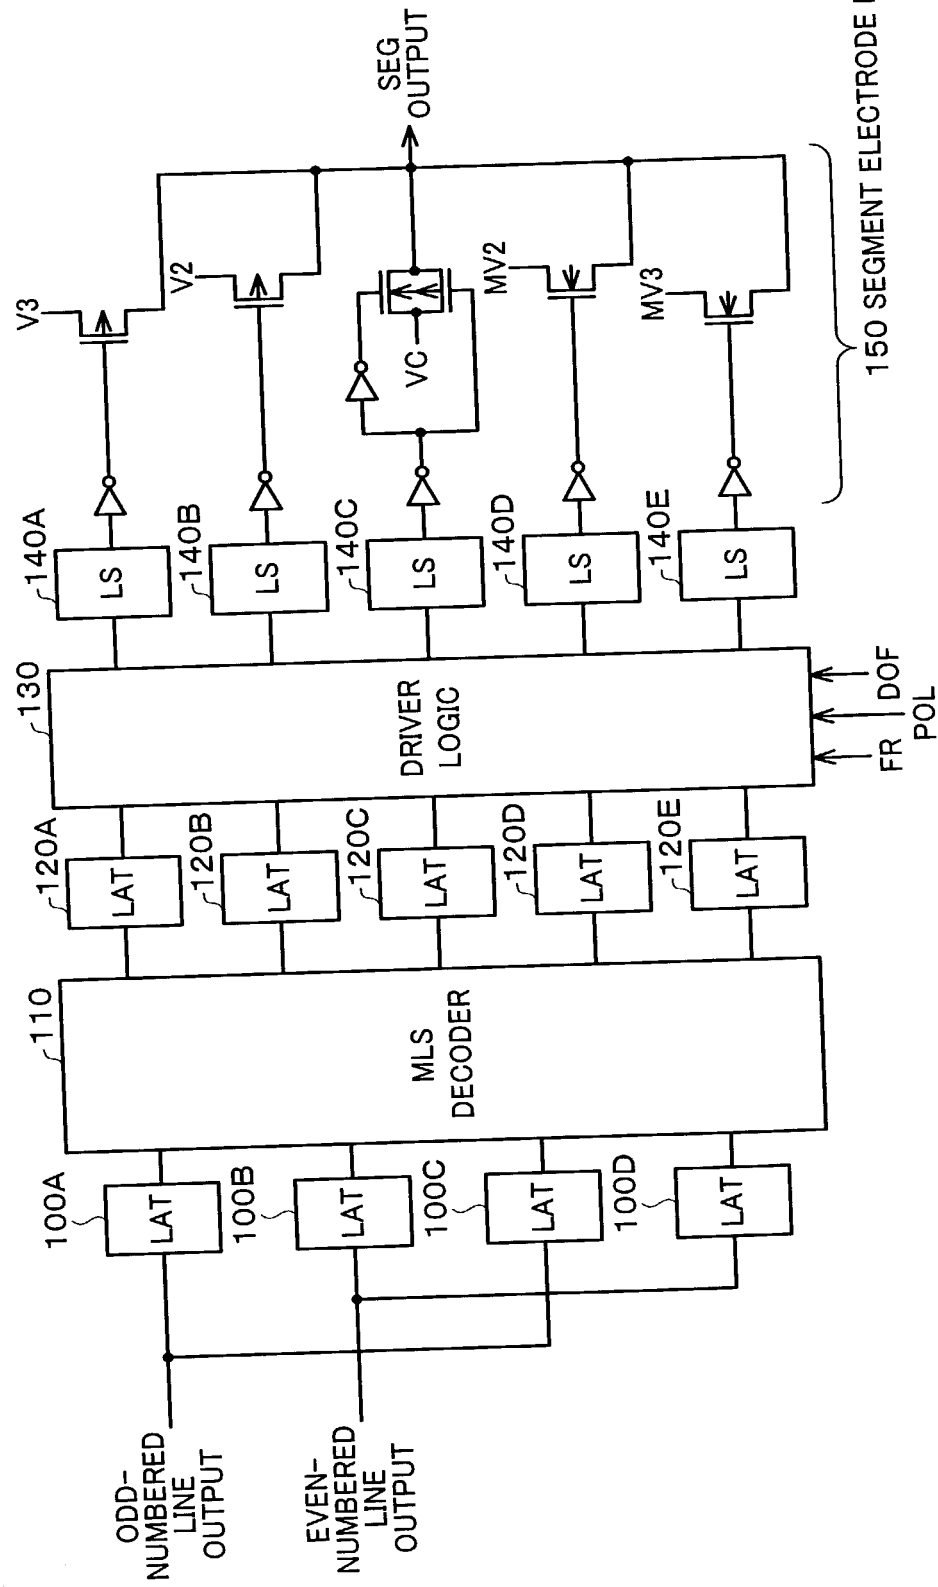 ODD-
NUMBERED
LINE
OUTPUT
EVEN-
NUMBERED
LINE
OUTPUT
100A
LAT
100B
LAT
100C
LAT
100D
LAT
110
MLS
DECODER
120A
LAT
120B
LAT
120C
LAT
120D
LAT
120E
LAT
130
DRIVER
LOGIC
FR
POL
DOF
140A
LS
140B
LS
140C
LS
140D
LS
140E
LS
V3
V2
VC
MV2
MV3
SEG
OUTPUT
150 SEGMENT ELECTRODE